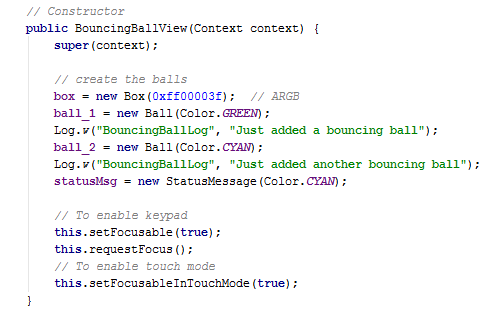 // Constructor
public BouncingBallView(Context context) {
super(context);
// create the balls
box = new Box(0xff00003f);  // ARGB
ball_1 = new Ball(Color.GREEN);
Log.v("BouncingBallLog", "Just added a bouncing ball");
ball_2 = new Ball(Color.CYAN);
Log.v("BouncingBallLog", "Just added another bouncing ball");
statusMsg = new StatusMessage(Color.CYAN);
// To enable keypad
this.setFocusable(true);
this.requestFocus();
// To enable touch mode
this.setFocusableInTouchMode(true);
}